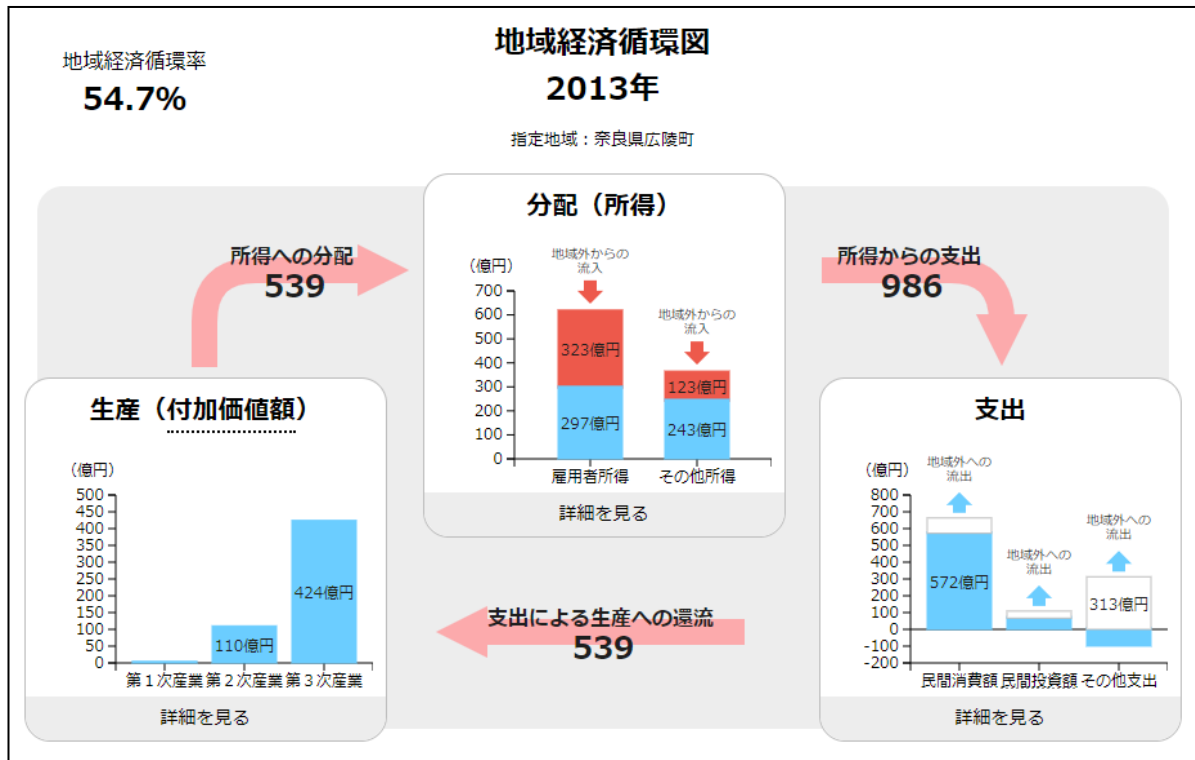 地域経済循環率
54.7%
地域経済循環図
2013年
指定地域：奈良県広陵町
分配（所得）
所得への分配
539
所得からの支出
986
地域外からの
流入
（億円）
地域外からの
流入
700
600
500
400
300
200
100
0
323億円
123億円
297億円
243億円
雇用者所得
その他所得
詳細を見る
生産（付加価値額）
（億円）
500
450
400
350
300
250
200
150
100
50
0
424億円
110億円
第１次産業
第２次産業
第３次産業
詳細を見る
支出による生産への還流
539
支出
（億円）
地域外への
流出
地域外への
流出
地域外への
流出
800
700
600
500
400
300
200
100
0
-100
-200
572億円
313億円
民間消費額
民間投資額
その他支出
詳細を見る